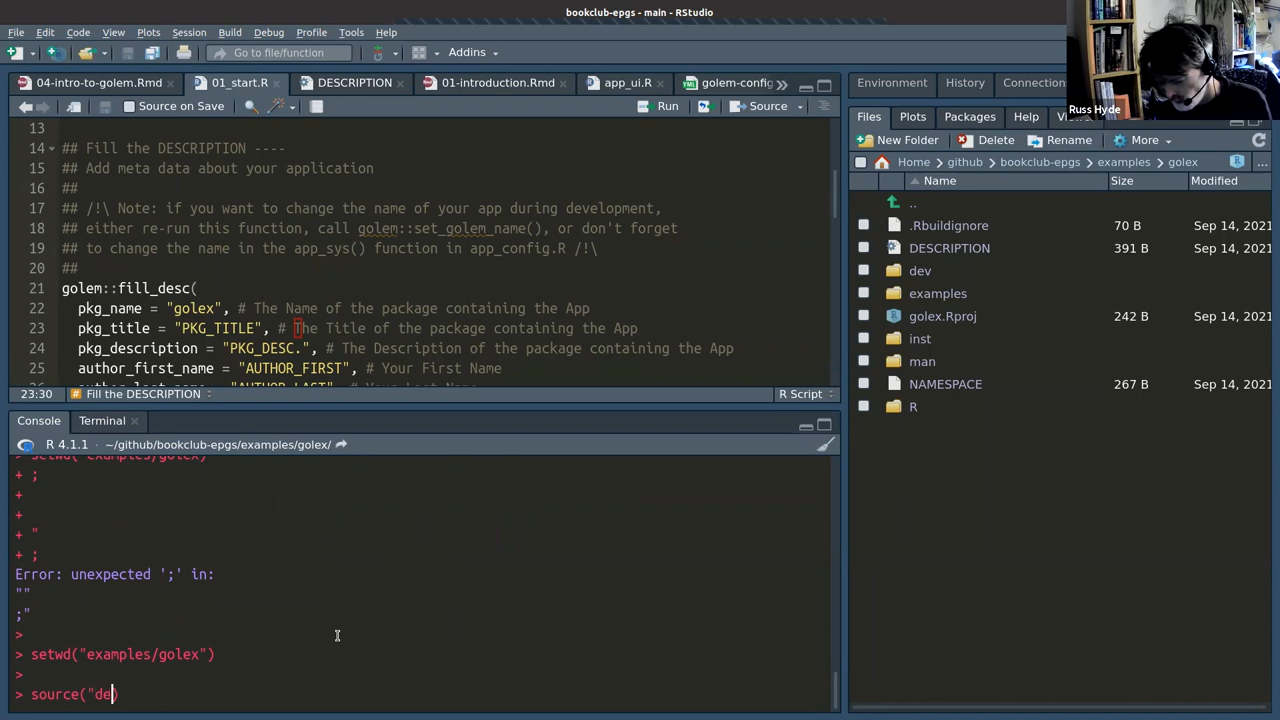 bookclub-epgs - main - RStudio
File Edit Code View Plots Session Build Debug Profile Tools Help
Go to file/function Addins
Russ Hyde
04-intro-to-golem.Rmd 01_start.R DESCRIPTION 01-introduction.Rmd app_ui.R golem-config
Source on Save Run Source
13
14 ## Fill the DESCRIPTION ----
15 ## Add meta data about your application
16 ##
17 ## /!\ Note: if you want to change the name of your app during development,
18 ## either re-run this function, call golem::set_golem_name(), or don't forget
19 ## to change the name in the app_sys() function in app_config.R /!\
20 ##
21 golem::fill_desc(
22 pkg_name = "golex", # The Name of the package containing the App
23 pkg_title = "PKG_TITLE", # The Title of the package containing the App
24 pkg_description = "PKG_DESC.", # The Description of the package containing the App
25 author_first_name = "AUTHOR_FIRST", # Your First Name
23:30 Fill the DESCRIPTION R Script
Console Terminal
R 4.1.1 · ~/github/bookclub-epgs/examples/golex/
> setwd("examples/golex)
+ ;
+
+
+ "
+ ;
Error: unexpected ';' in:
""
;"
>
> setwd("examples/golex")
>
> source("de)
Environment History Connection
Files Plots Packages Help
New Folder Delete Rename More
Home github bookclub-epgs examples golex ...
Name Size Modified
..
.Rbuildignore 70 B Sep 14, 2021
DESCRIPTION 391 B Sep 14, 2021
dev
examples
golex.Rproj 242 B Sep 14, 2021
inst
man
NAMESPACE 267 B Sep 14, 2021
R